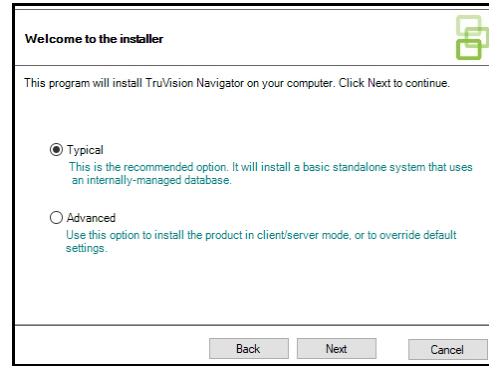 Welcome to the installer
This program will install TruVision Navigator on your computer. Click Next to continue.
Typical
This is the recommended option. It will install a basic standalone system that uses
an internally-managed database.
Advanced
Use this option to install the product in client/server mode, or to override default
settings.
Back Next Cancel